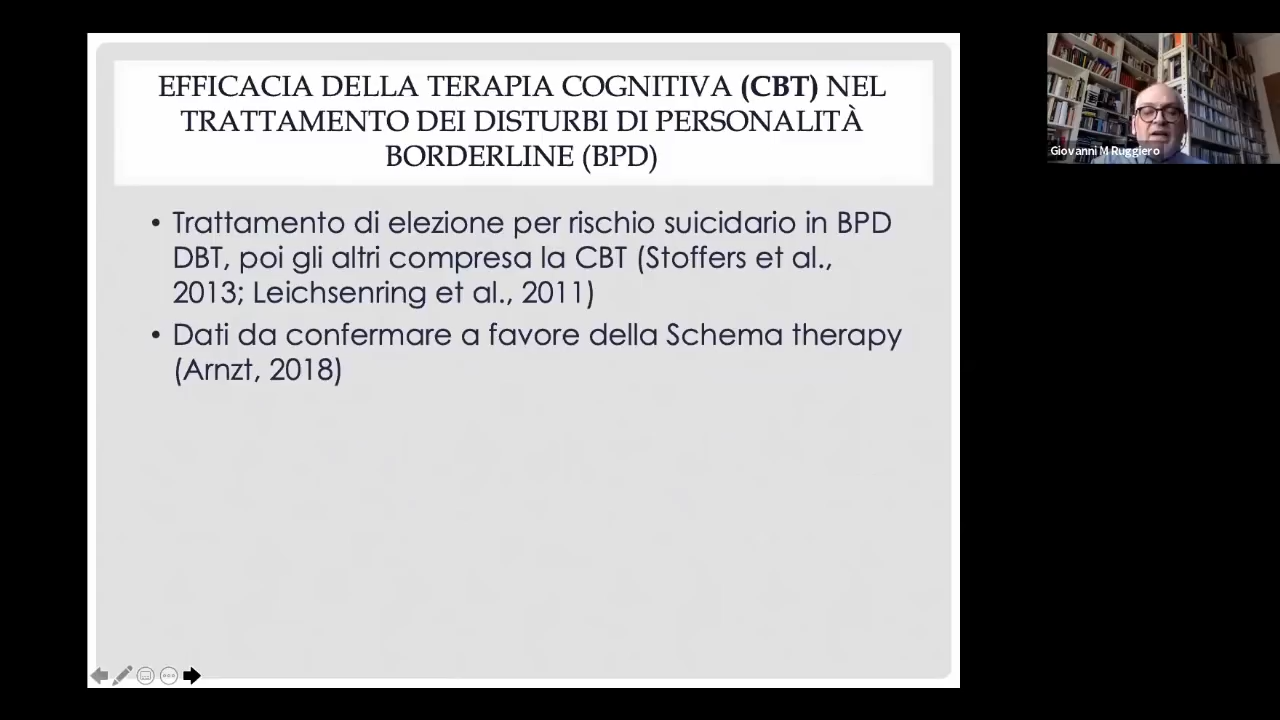 EFFICACIA DELLA TERAPIA COGNITIVA (CBT) NEL
TRATTAMENTO DEI DISTURBI DI PERSONALITÀ
BORDERLINE (BPD)
• Trattamento di elezione per rischio suicidario in BPD
DBT, poi gli altri compresa la CBT (Stoffers et al.,
2013; Leichsenring et al., 2011)
• Dati da confermare a favore della Schema therapy
(Arnzt, 2018)
Giovanni M Ruggiero